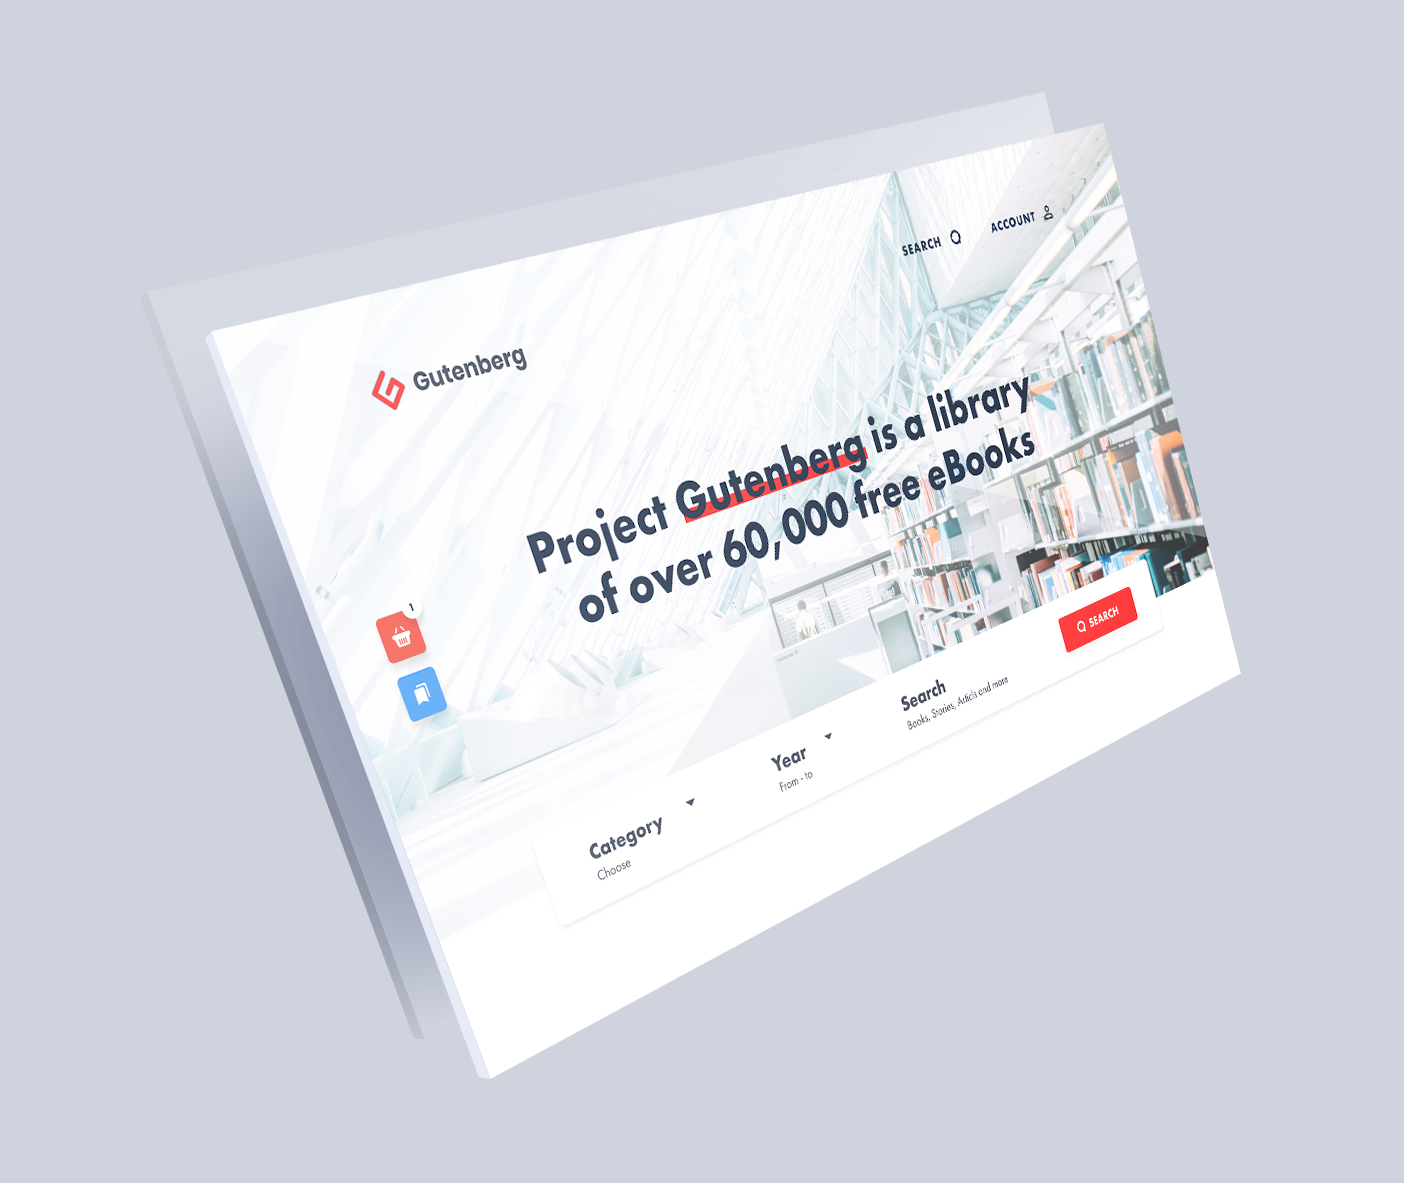 Gutenberg
SEARCH
ACCOUNT
Project Gutenberg is a library
of over 60,000 free eBooks
1
Category
Choose
Year
From - to
Search
Books, Stories, Articls and more
SEARCH